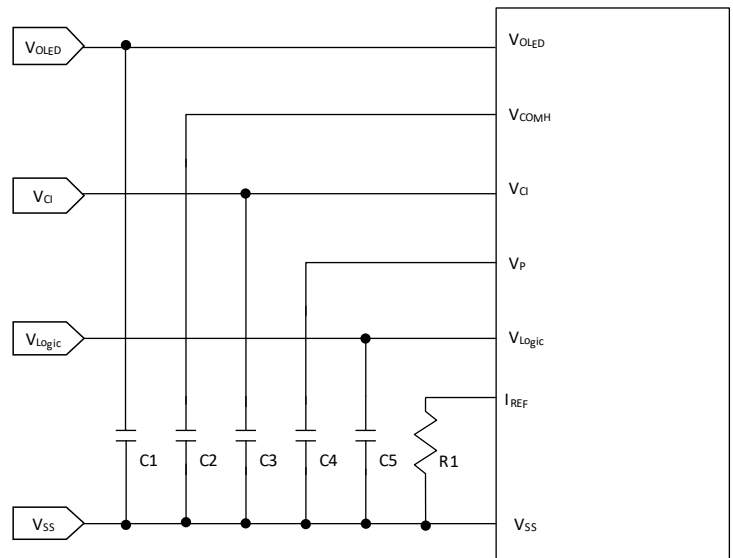 VOLED
VOLED
VCOMH
VCI
VCI
VP
VLogic
VLogic
IREF
C1
C2
C3
C4
C5
R1
VSS
VSS